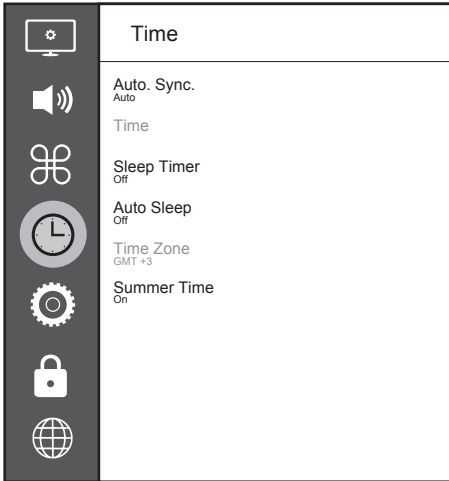 Time
Auto. Sync.
Auto
Time
Sleep Timer
Off
Auto Sleep
Off
Time Zone
GMT +3
Summer Time
On